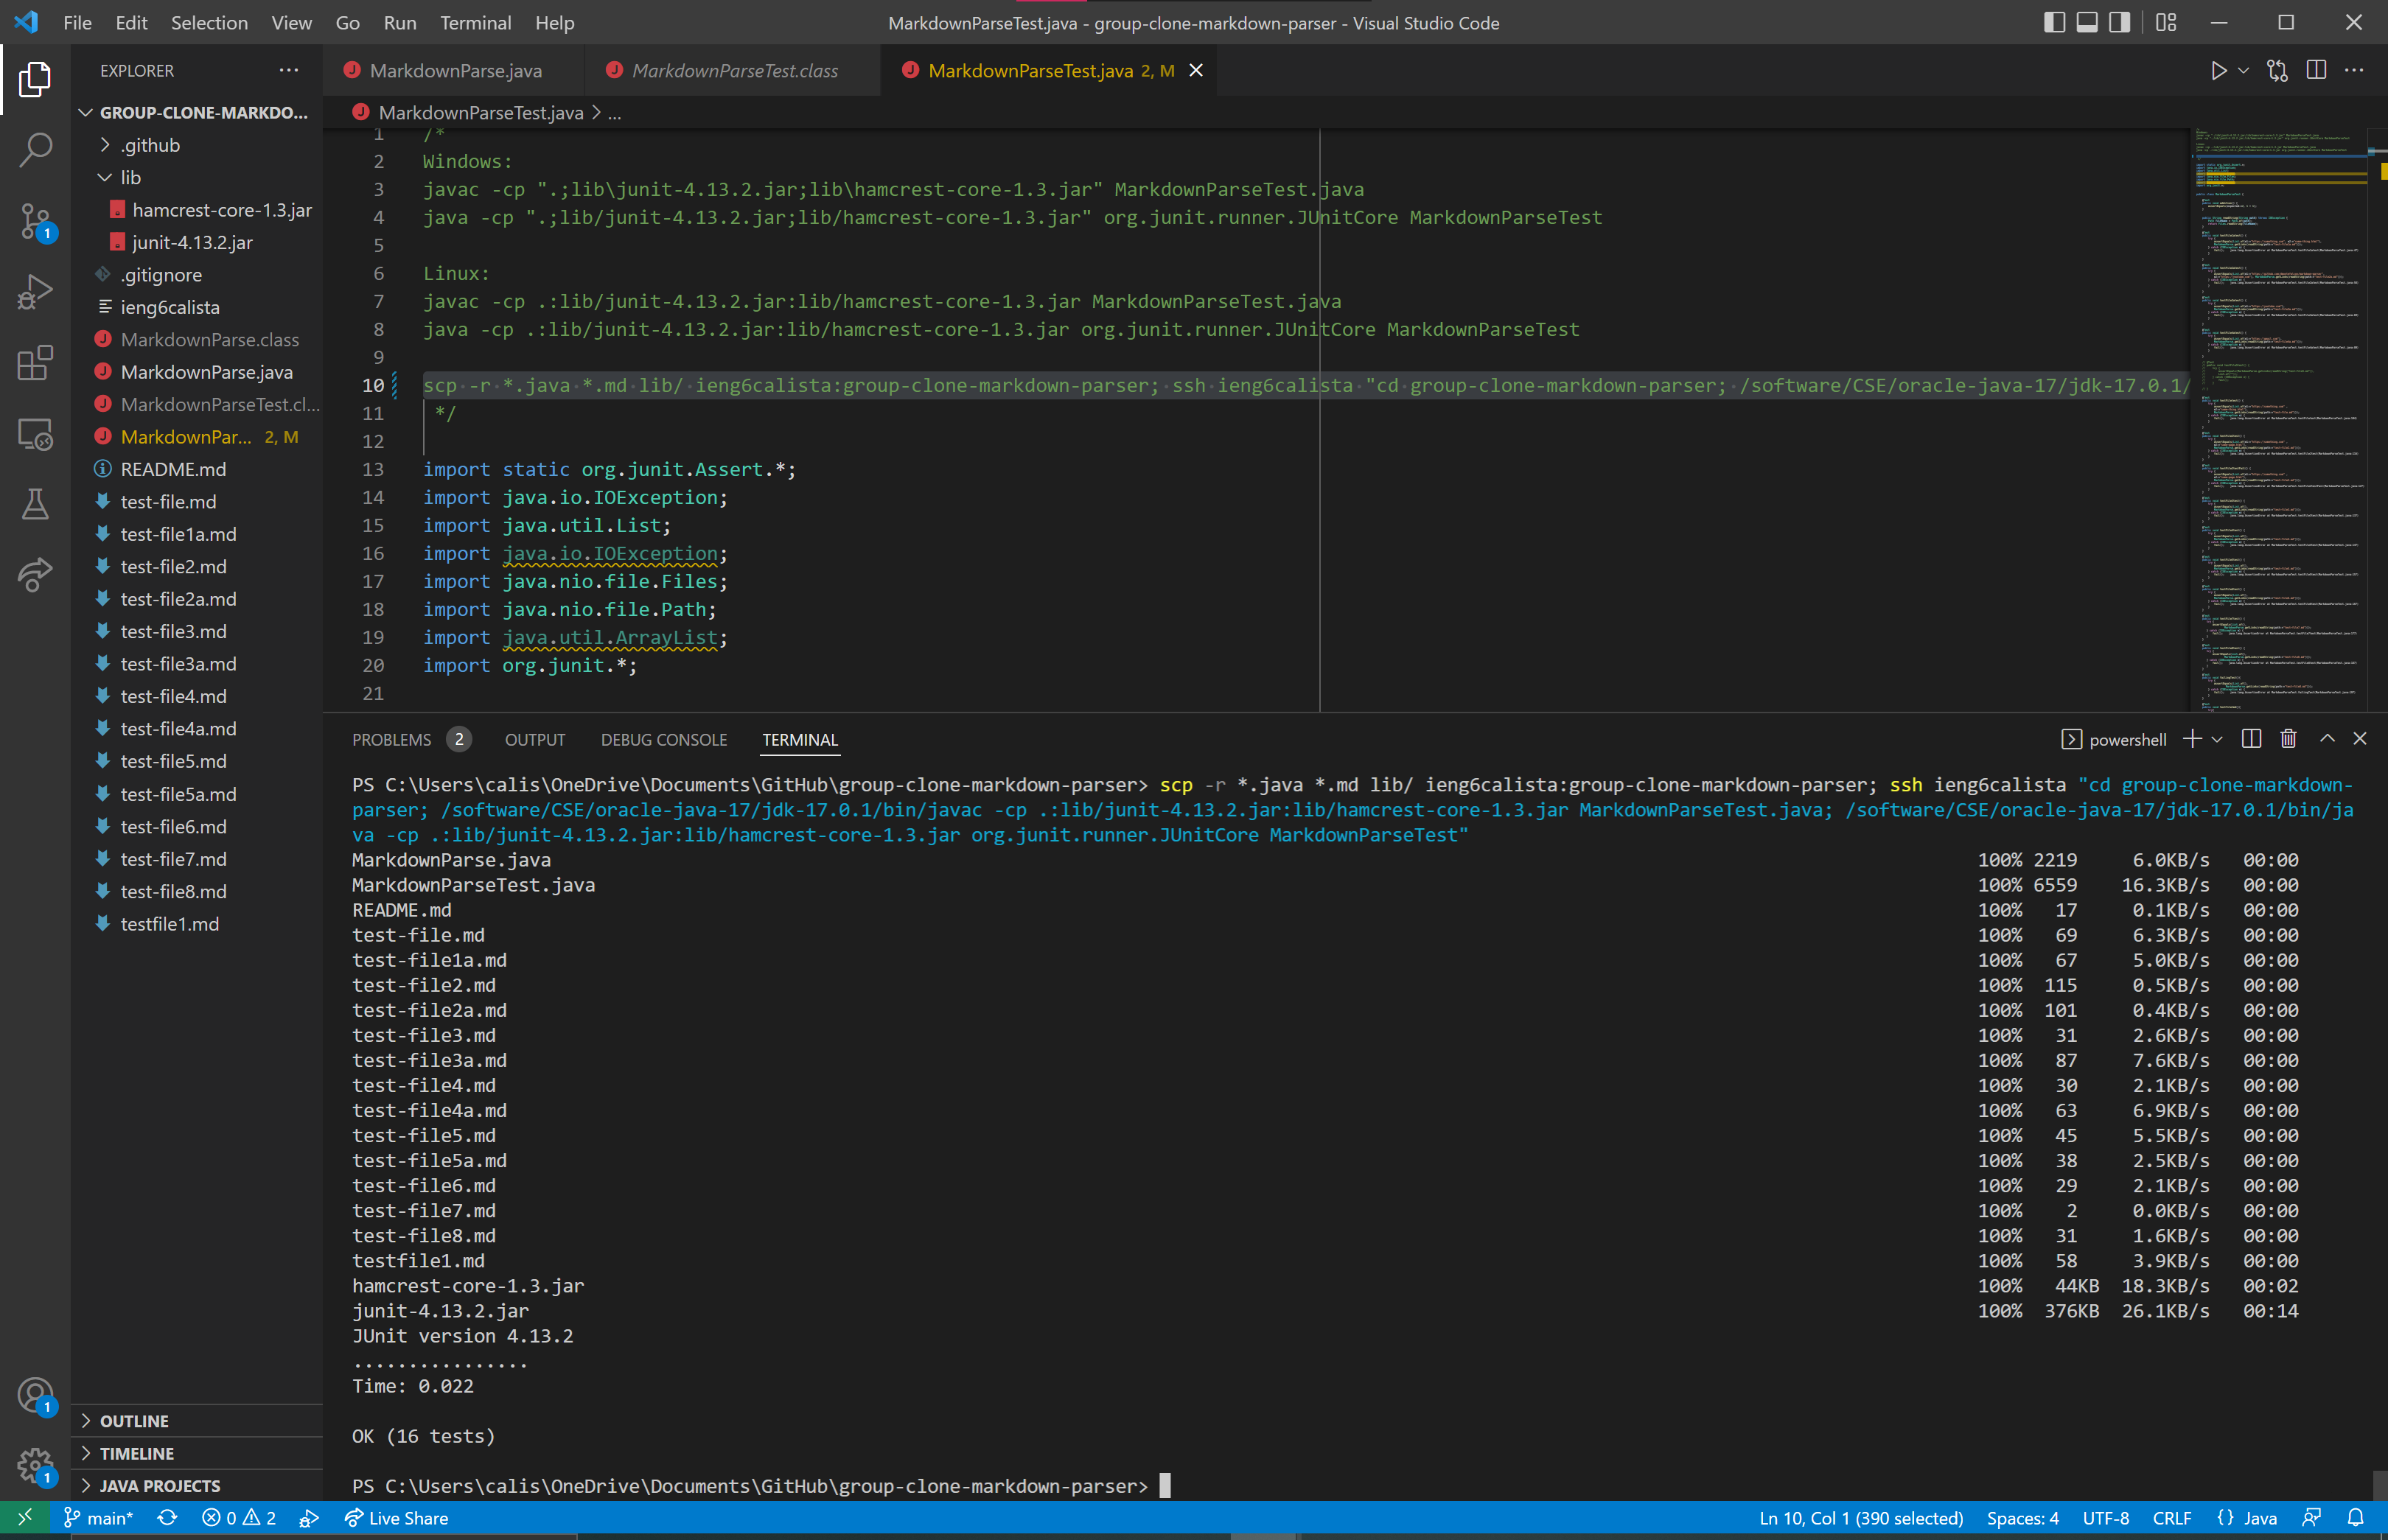 File Edit Selection View Go Run Terminal Help
MarkdownParseTest.java - group-clone-markdown-parser - Visual Studio Code
EXPLORER
GROUP-CLONE-MARKDO...
.github
lib
hamcrest-core-1.3.jar
junit-4.13.2.jar
.gitignore
ieng6calista
MarkdownParse.class
MarkdownParse.java
MarkdownParseTest.cl...
MarkdownPar... 2, M
README.md
test-file.md
test-file1a.md
test-file2.md
test-file2a.md
test-file3.md
test-file3a.md
test-file4.md
test-file4a.md
test-file5.md
test-file5a.md
test-file6.md
test-file7.md
test-file8.md
testfile1.md
OUTLINE
TIMELINE
JAVA PROJECTS
1
1
1
MarkdownParse.java
MarkdownParseTest.class
MarkdownParseTest.java 2, M
MarkdownParseTest.java > ...
1 /*
2 Windows:
3 javac -cp ".;lib\junit-4.13.2.jar;lib\hamcrest-core-1.3.jar" MarkdownParseTest.java
4 java -cp ".;lib/junit-4.13.2.jar;lib/hamcrest-core-1.3.jar" org.junit.runner.JUnitCore MarkdownParseTest
5
6 Linux:
7 javac -cp .:lib/junit-4.13.2.jar:lib/hamcrest-core-1.3.jar MarkdownParseTest.java
8 java -cp .:lib/junit-4.13.2.jar:lib/hamcrest-core-1.3.jar org.junit.runner.JUnitCore MarkdownParseTest
9
10 scp -r *.java *.md lib/ ieng6calista:group-clone-markdown-parser; ssh ieng6calista "cd group-clone-markdown-parser; /software/CSE/oracle-java-17/jdk-17.0.1/
11 */
12
13 import static org.junit.Assert.*;
14 import java.io.IOException;
15 import java.util.List;
16 import java.io.IOException;
17 import java.nio.file.Files;
18 import java.nio.file.Path;
19 import java.util.ArrayList;
20 import org.junit.*;
21
PROBLEMS 2 OUTPUT DEBUG CONSOLE TERMINAL
powershell
PS C:\Users\calis\OneDrive\Documents\GitHub\group-clone-markdown-parser> scp -r *.java *.md lib/ ieng6calista:group-clone-markdown-parser; ssh ieng6calista "cd group-clone-markdown-
parser; /software/CSE/oracle-java-17/jdk-17.0.1/bin/javac -cp .:lib/junit-4.13.2.jar:lib/hamcrest-core-1.3.jar MarkdownParseTest.java; /software/CSE/oracle-java-17/jdk-17.0.1/bin/ja
va -cp .:lib/junit-4.13.2.jar:lib/hamcrest-core-1.3.jar org.junit.runner.JUnitCore MarkdownParseTest"
MarkdownParse.java 100% 2219 6.0KB/s 00:00
MarkdownParseTest.java 100% 6559 16.3KB/s 00:00
README.md 100% 17 0.1KB/s 00:00
test-file.md 100% 69 6.3KB/s 00:00
test-file1a.md 100% 67 5.0KB/s 00:00
test-file2.md 100% 115 0.5KB/s 00:00
test-file2a.md 100% 101 0.4KB/s 00:00
test-file3.md 100% 31 2.6KB/s 00:00
test-file3a.md 100% 87 7.6KB/s 00:00
test-file4.md 100% 30 2.1KB/s 00:00
test-file4a.md 100% 63 6.9KB/s 00:00
test-file5.md 100% 45 5.5KB/s 00:00
test-file5a.md 100% 38 2.5KB/s 00:00
test-file6.md 100% 29 2.1KB/s 00:00
test-file7.md 100% 2 0.0KB/s 00:00
test-file8.md 100% 31 1.6KB/s 00:00
testfile1.md 100% 58 3.9KB/s 00:00
hamcrest-core-1.3.jar 100% 44KB 18.3KB/s 00:02
junit-4.13.2.jar 100% 376KB 26.1KB/s 00:14
JUnit version 4.13.2
................
Time: 0.022
OK (16 tests)
PS C:\Users\calis\OneDrive\Documents\GitHub\group-clone-markdown-parser>
main* 0 2 Live Share Ln 10, Col 1 (390 selected) Spaces: 4 UTF-8 CRLF {} Java